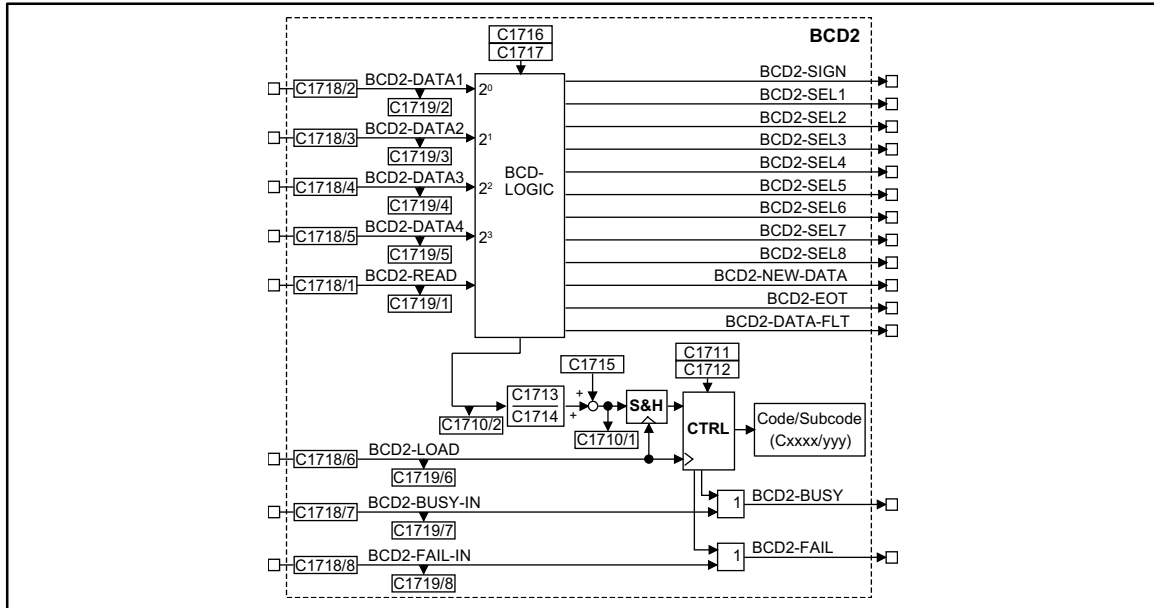 BCD2
C1716
C1717
BCD2-SIGN
C1718/2 BCD2-DATA1 2⁰
C1719/2
BCD2-SEL1
BCD2-SEL2
C1718/3 BCD2-DATA2 2¹
C1719/3
BCD2-SEL3
BCD2-SEL4
BCD-
LOGIC
C1718/4 BCD2-DATA3 2²
C1719/4
BCD2-SEL5
BCD2-SEL6
C1718/5 BCD2-DATA4 2³
C1719/5
BCD2-SEL7
BCD2-SEL8
C1718/1 BCD2-READ
C1719/1
BCD2-NEW-DATA
BCD2-EOT
BCD2-DATA-FLT
C1711
C1712
C1715
C1710/2
C1713
C1714
+
+
C1710/1
S&H
CTRL
Code/Subcode
(Cxxxx/yyy)
C1718/6 BCD2-LOAD
C1719/6
C1718/7 BCD2-BUSY-IN
C1719/7
1 BCD2-BUSY
C1718/8 BCD2-FAIL-IN
C1719/8
1 BCD2-FAIL